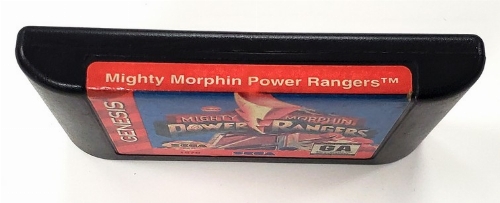 Mighty Morphin Power Rangers™
GENESIS
MIGHTY MORPHIN
POWER RANGERS
SEGA
GA